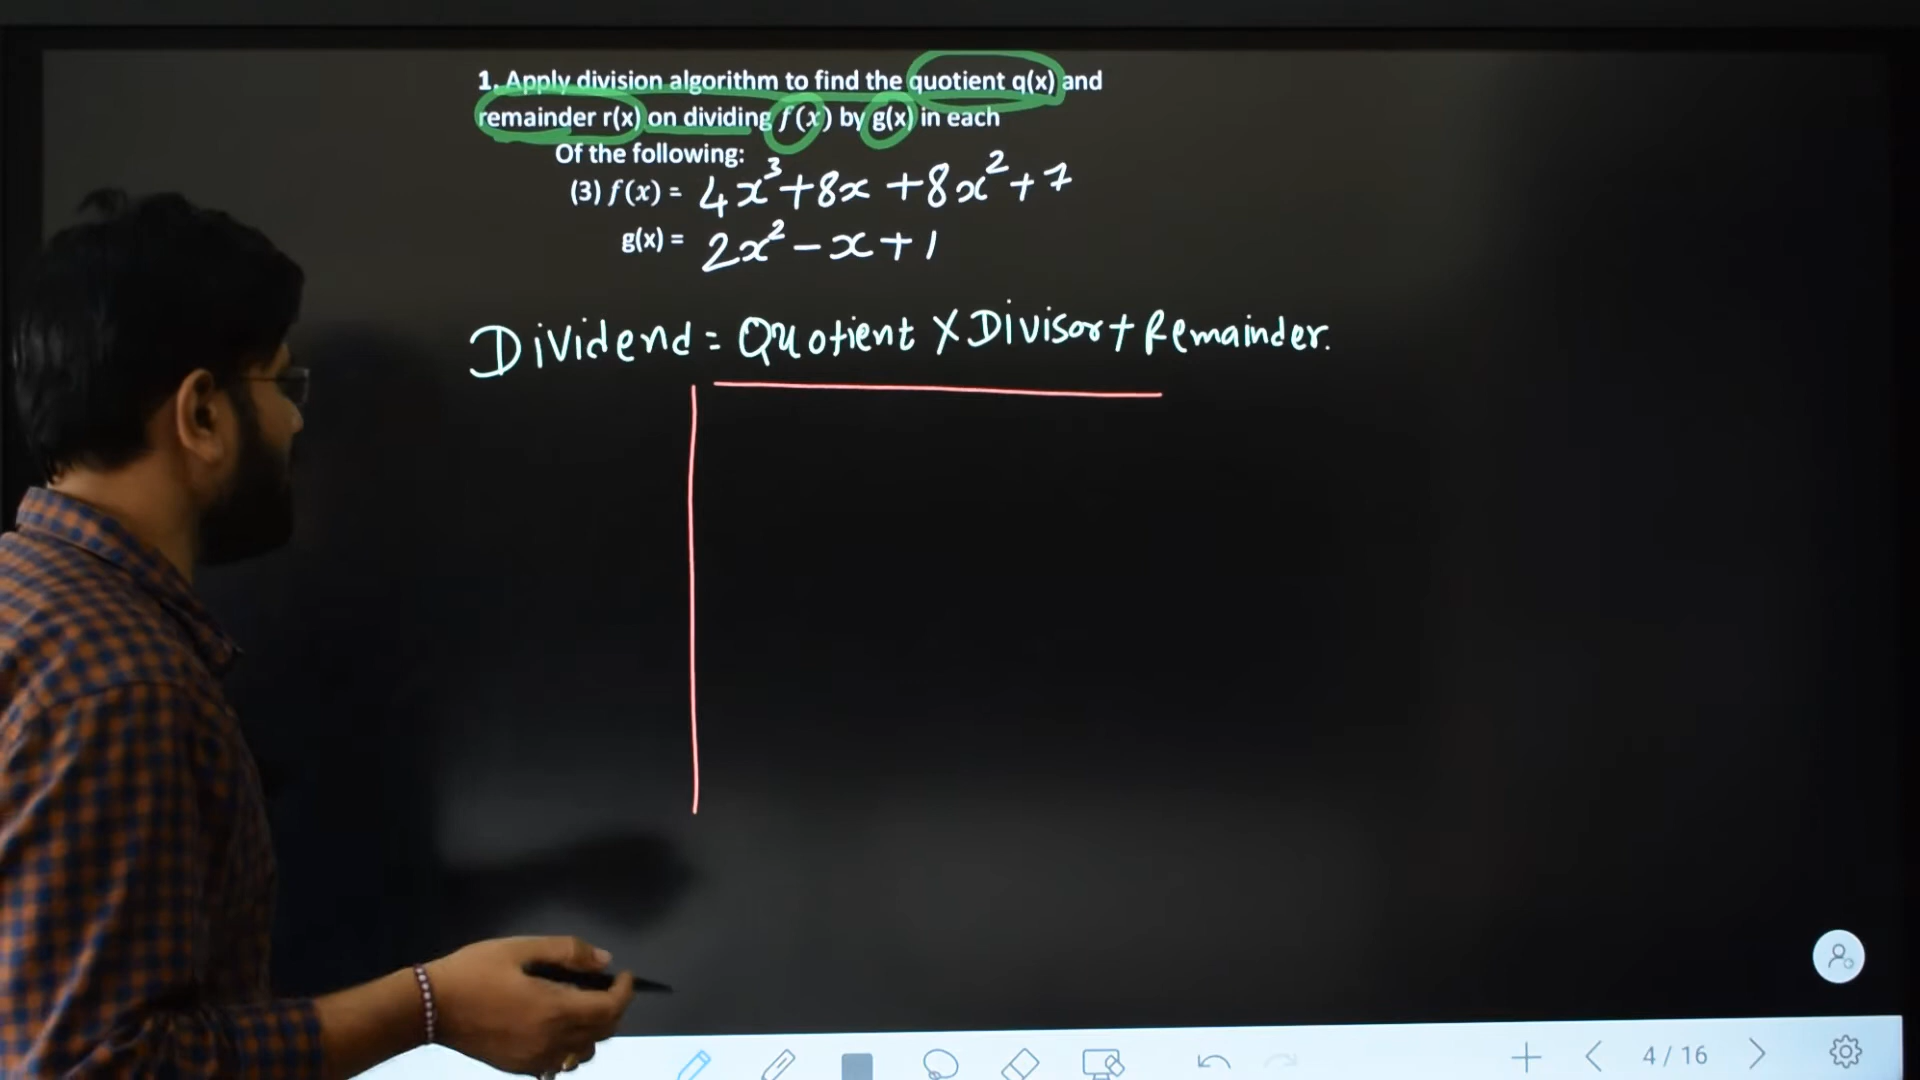 1. Apply division algorithm to find the quotient q(x) and
remainder r(x) on dividing f(x) by g(x) in each
Of the following:
(3) f(x) = 4x³+8x+8x²+7
g(x) = 2x²-x+1
Dividend = Quotient X Divisor + Remainder.
4 / 16